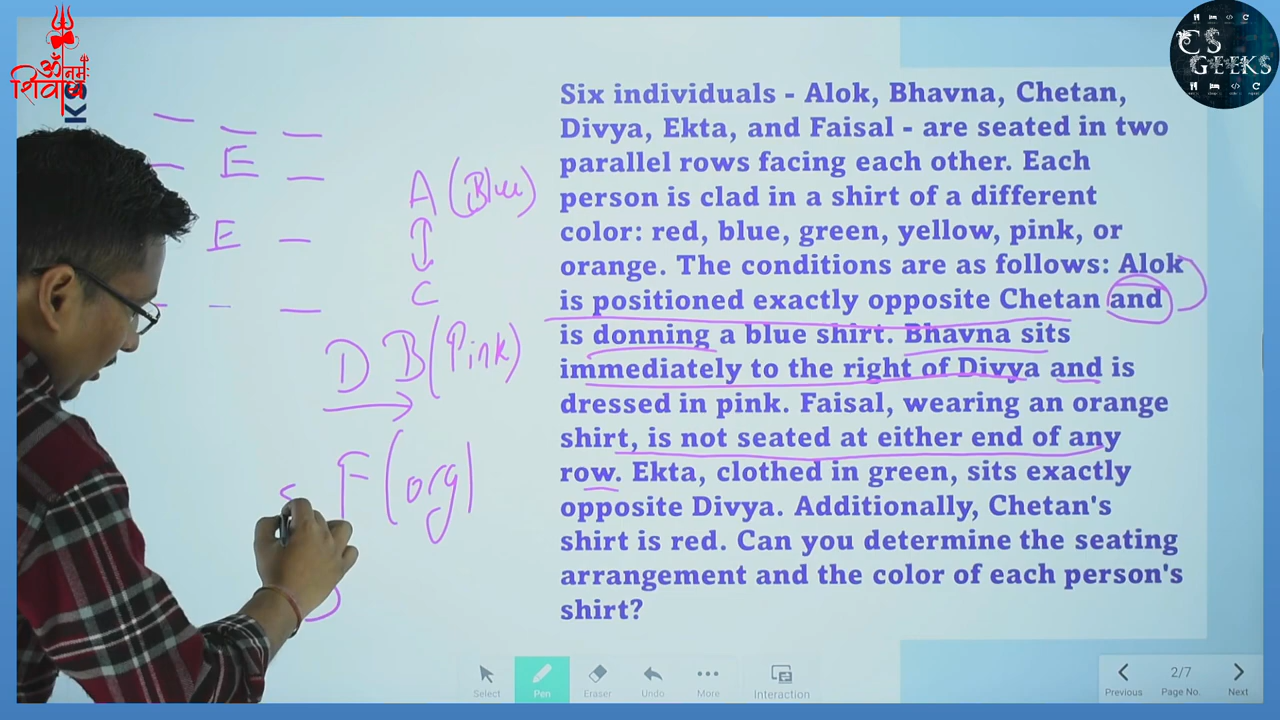 ॐ नमः
शिवाय
CS
GEEKS
Six individuals - Alok, Bhavna, Chetan,
Divya, Ekta, and Faisal - are seated in two
parallel rows facing each other. Each
person is clad in a shirt of a different
color: red, blue, green, yellow, pink, or
orange. The conditions are as follows: Alok
is positioned exactly opposite Chetan and
is donning a blue shirt. Bhavna sits
immediately to the right of Divya and is
dressed in pink. Faisal, wearing an orange
shirt, is not seated at either end of any
row. Ekta, clothed in green, sits exactly
opposite Divya. Additionally, Chetan's
shirt is red. Can you determine the seating
arrangement and the color of each person's
shirt?
E
E
A (Blue)
C
D B (Pink)
F (org)
Select Pen Eraser Undo More Interaction
Previous 2/7 Page No. Next